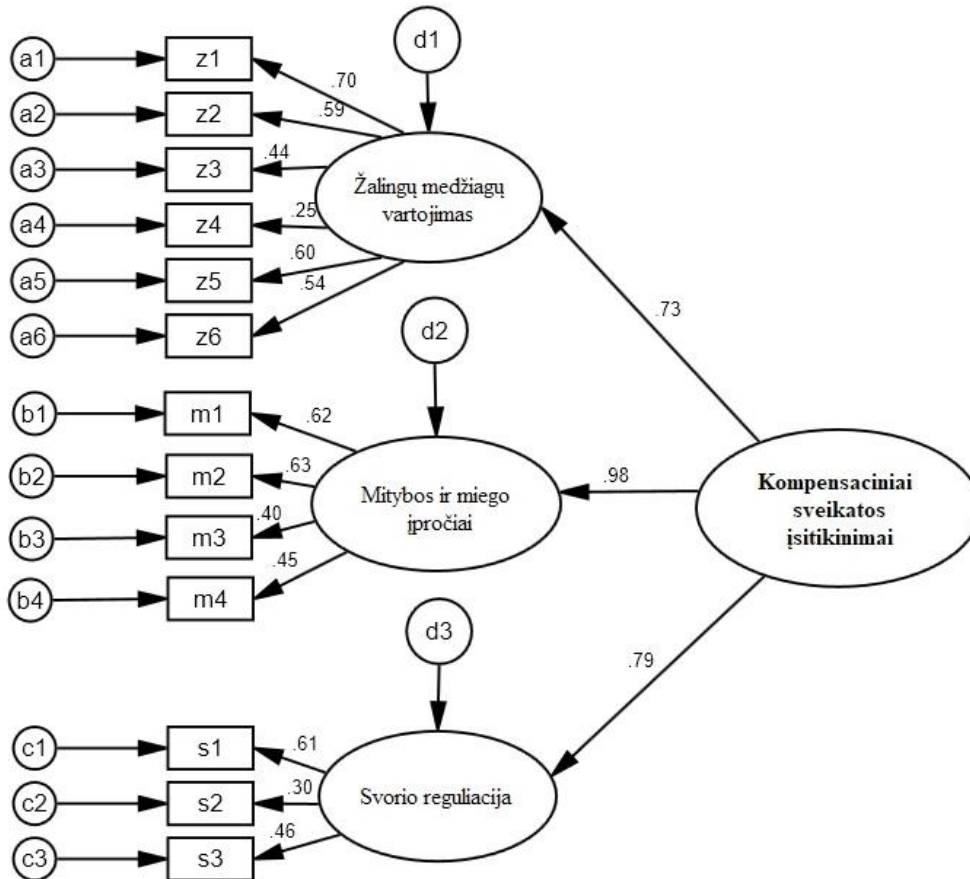 d1
a1
z1
.70
a2
z2
.59
a3
z3
.44
Žalingų medžiagų
vartojimas
a4
z4
.25
a5
z5
.60
a6
z6
.54
.73
d2
b1
m1
.62
b2
m2
.63
b3
m3
.40
b4
m4
.45
Mitybos ir miego
įpročiai
.98
Kompensaciniai
sveikatos
įsitikinimai
d3
.79
c1
s1
.61
c2
s2
.30
c3
s3
.46
Svorio reguliacija